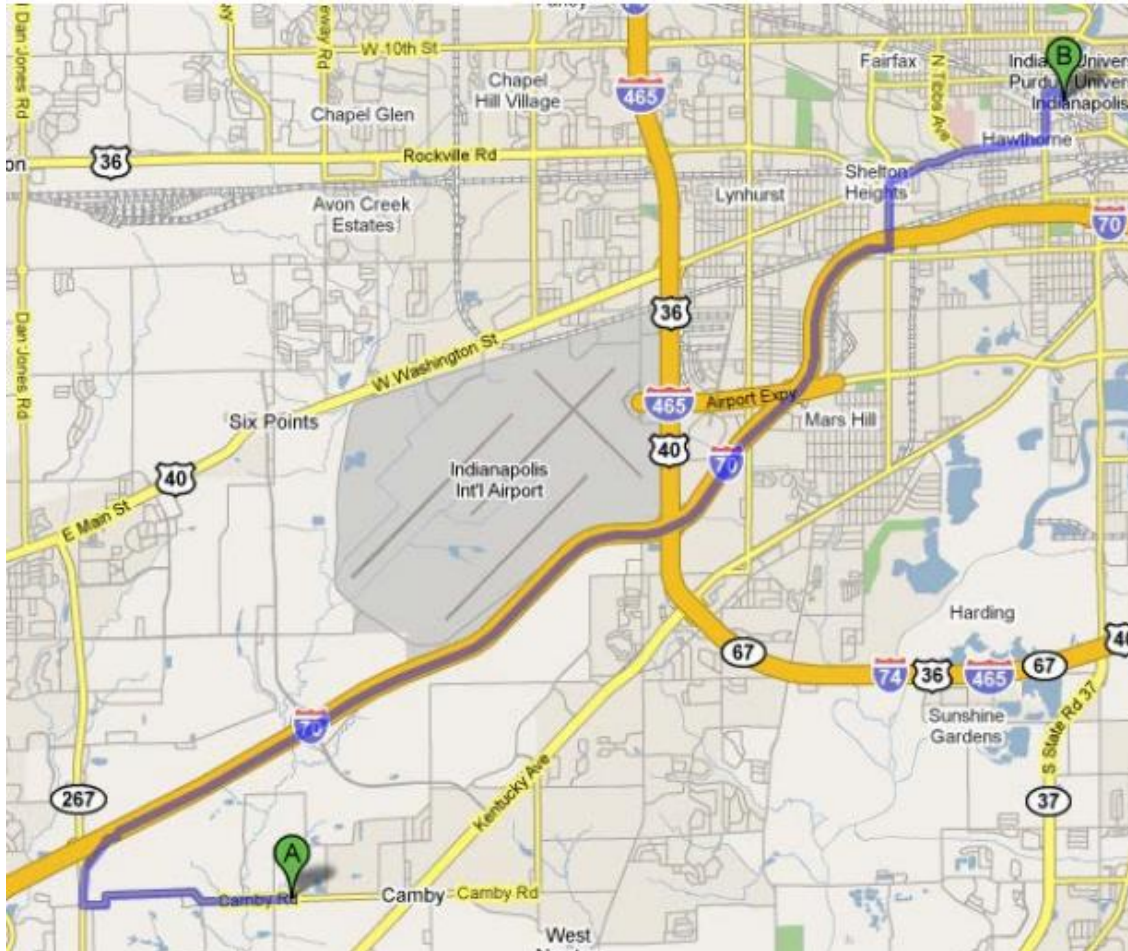 Dan Jones Rd
W 10th St
465
Chapel
Hill Village
Chapel Glen
Fairfax
N Tibbs Ave
B
Purdu
Univer
Indianapolis
36
Rockville Rd
Hawthorne
Avon Creek
Estates
Lynhurst
Shelton
Heights
70
Dan Jones Rd
36
W Washington St
465
Airport Expy
Six Points
Mars Hill
40
40
70
Indianapolis
Int'l Airport
E Main St
Harding
67
74
36
465
67
Sunshine
Gardens
S State Rd 37
70
Kentucky Ave
267
37
A
Camby Rd
Camby
Camby Rd
West